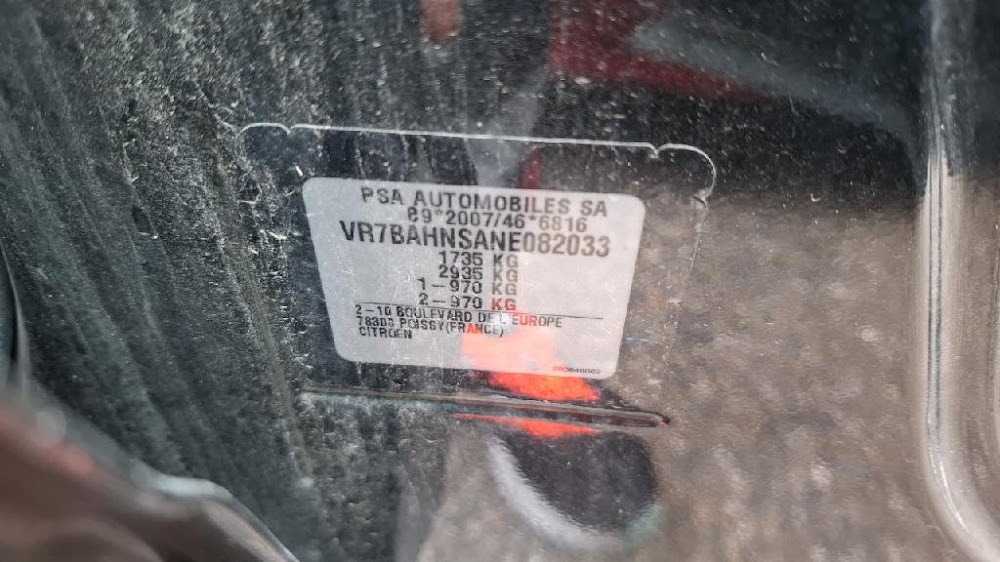 PSA AUTOMOBILES SA
e9*2007/46*6816
VR7BAHNSANE082033
1735 KG
2935 KG
1-970 KG
2-970 KG
2-10 BOULEVARD DE L'EUROPE
78300 POISSY(FRANCE)
CITROEN